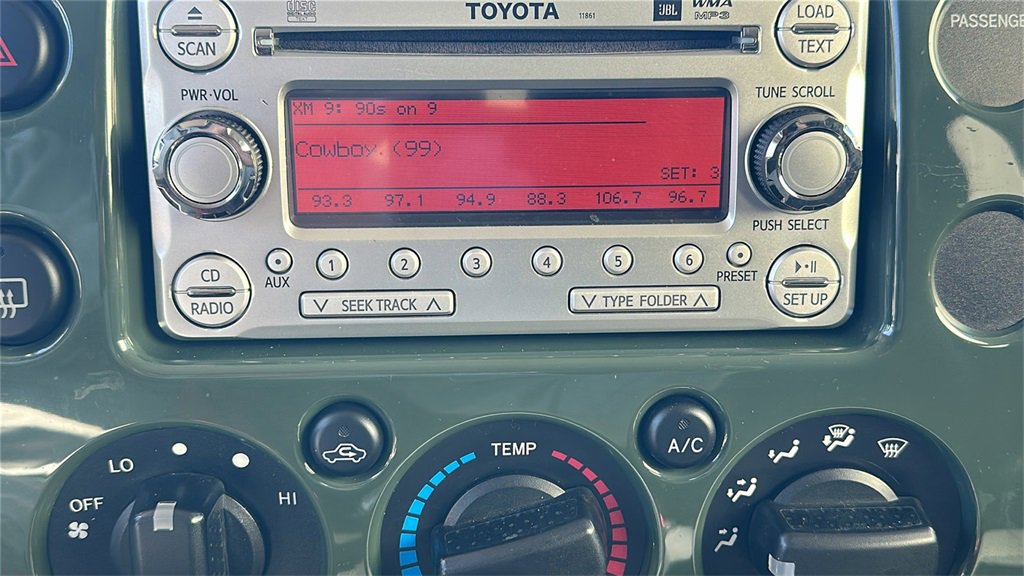 disc
TOYOTA 11861 JBL WMA
MP3
SCAN
LOAD
TEXT
PASSENGE
PWR·VOL
TUNE SCROLL
XM 9: 90s on 9
Cowboy (99)
SET: 3
93.3 97.1 94.9 88.3 106.7 96.7
PUSH SELECT
CD
RADIO
AUX
1 2 3 4 5 6
PRESET
SEEK TRACK
TYPE FOLDER
SET UP
OFF
LO
HI
TEMP
A/C